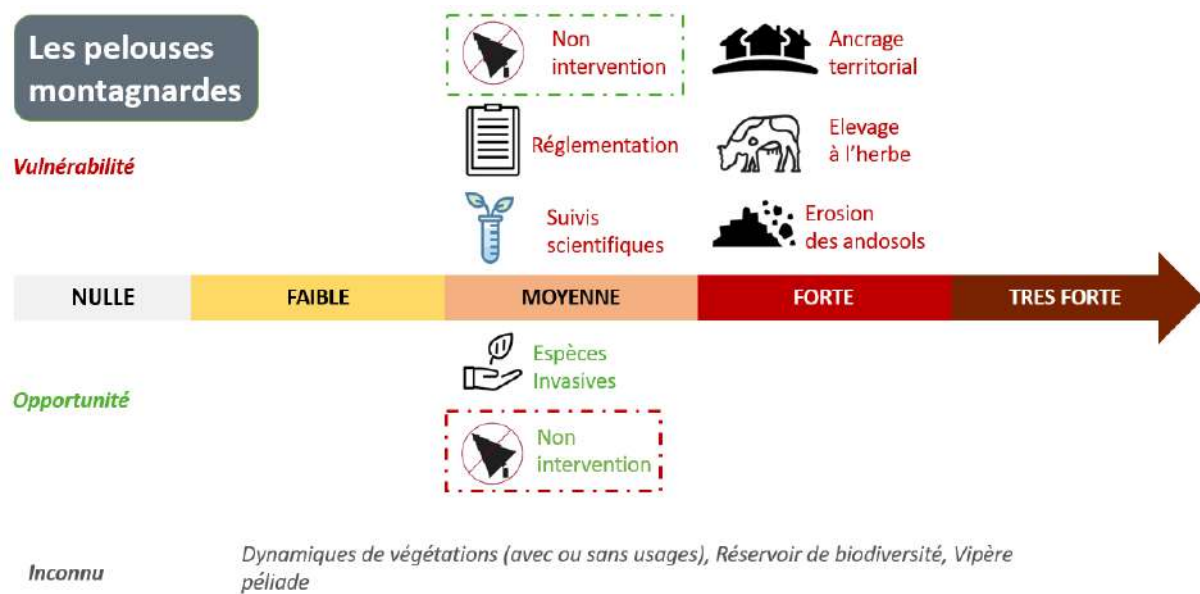 Les pelouses
montagnardes
Non
intervention
Ancrage
territorial
Réglementation
Elevage
à l'herbe
Vulnérabilité
Suivis
scientifiques
Erosion
des andosols
NULLE
FAIBLE
MOYENNE
FORTE
TRES FORTE
Espèces
Invasives
Opportunité
Non
intervention
Inconnu
Dynamiques de végétations (avec ou sans usages), Réservoir de biodiversité, Vipère
péliade